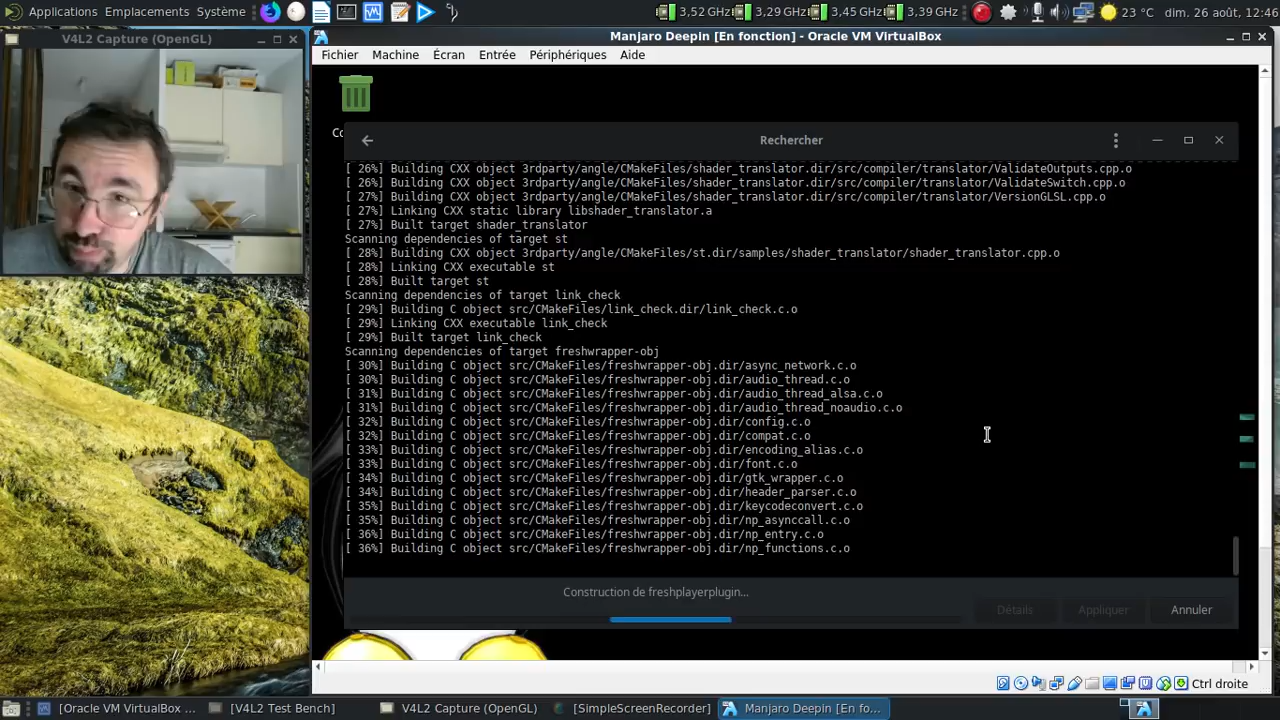 Applications Emplacements Système
3,52 GHz 3,29 GHz 3,45 GHz 3,39 GHz
23 °C dim. 26 août, 12:46
V4L2 Capture (OpenGL)
Manjaro Deepin [En fonction] - Oracle VM VirtualBox
Fichier Machine Écran Entrée Périphériques Aide
Rechercher
[ 26%] Building CXX object 3rdparty/angle/CMakeFiles/shader_translator.dir/src/compiler/translator/ValidateOutputs.cpp.o
[ 26%] Building CXX object 3rdparty/angle/CMakeFiles/shader_translator.dir/src/compiler/translator/ValidateSwitch.cpp.o
[ 27%] Building CXX object 3rdparty/angle/CMakeFiles/shader_translator.dir/src/compiler/translator/VersionGLSL.cpp.o
[ 27%] Linking CXX static library libshader_translator.a
[ 27%] Built target shader_translator
Scanning dependencies of target st
[ 28%] Building CXX object 3rdparty/angle/CMakeFiles/st.dir/samples/shader_translator/shader_translator.cpp.o
[ 28%] Linking CXX executable st
[ 28%] Built target st
Scanning dependencies of target link_check
[ 29%] Building C object src/CMakeFiles/link_check.dir/link_check.c.o
[ 29%] Linking CXX executable link_check
[ 29%] Built target link_check
Scanning dependencies of target freshwrapper-obj
[ 30%] Building C object src/CMakeFiles/freshwrapper-obj.dir/async_network.c.o
[ 30%] Building C object src/CMakeFiles/freshwrapper-obj.dir/audio_thread.c.o
[ 31%] Building C object src/CMakeFiles/freshwrapper-obj.dir/audio_thread_alsa.c.o
[ 31%] Building C object src/CMakeFiles/freshwrapper-obj.dir/audio_thread_noaudio.c.o
[ 32%] Building C object src/CMakeFiles/freshwrapper-obj.dir/config.c.o
[ 32%] Building C object src/CMakeFiles/freshwrapper-obj.dir/compat.c.o
[ 33%] Building C object src/CMakeFiles/freshwrapper-obj.dir/encoding_alias.c.o
[ 33%] Building C object src/CMakeFiles/freshwrapper-obj.dir/font.c.o
[ 34%] Building C object src/CMakeFiles/freshwrapper-obj.dir/gtk_wrapper.c.o
[ 34%] Building C object src/CMakeFiles/freshwrapper-obj.dir/header_parser.c.o
[ 35%] Building C object src/CMakeFiles/freshwrapper-obj.dir/keycodeconvert.c.o
[ 35%] Building C object src/CMakeFiles/freshwrapper-obj.dir/np_asynccall.c.o
[ 36%] Building C object src/CMakeFiles/freshwrapper-obj.dir/np_entry.c.o
[ 36%] Building C object src/CMakeFiles/freshwrapper-obj.dir/np_functions.c.o
Construction de freshplayerplugin...
Détails Appliquer Annuler
Ctrl droite
[Oracle VM VirtualBox ... [V4L2 Test Bench] V4L2 Capture (OpenGL) [SimpleScreenRecorder] Manjaro Deepin [En fo...